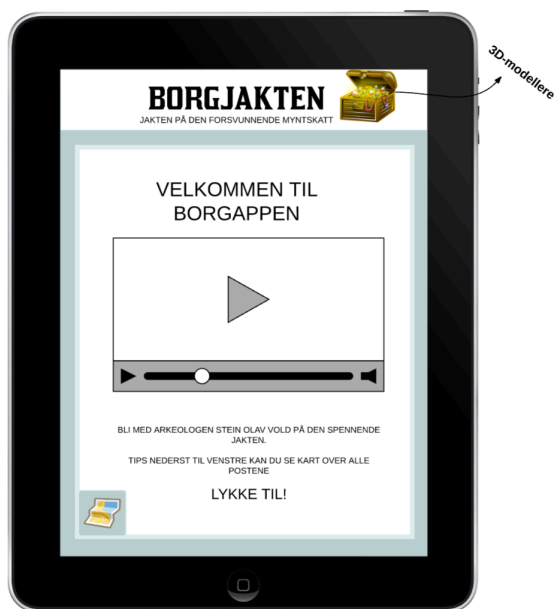 3D-modellere
BORGJAKTEN
JAKTEN PÅ DEN FORSVUNNENDE MYNTSKATT
VELKOMMEN TIL
BORGAPPEN
BLI MED ARKEOLOGEN STEIN OLAV VOLD PÅ DEN SPENNENDE
JAKTEN.
TIPS NEDERST TIL VENSTRE KAN DU SE KART OVER ALLE
POSTENE
LYKKE TIL!